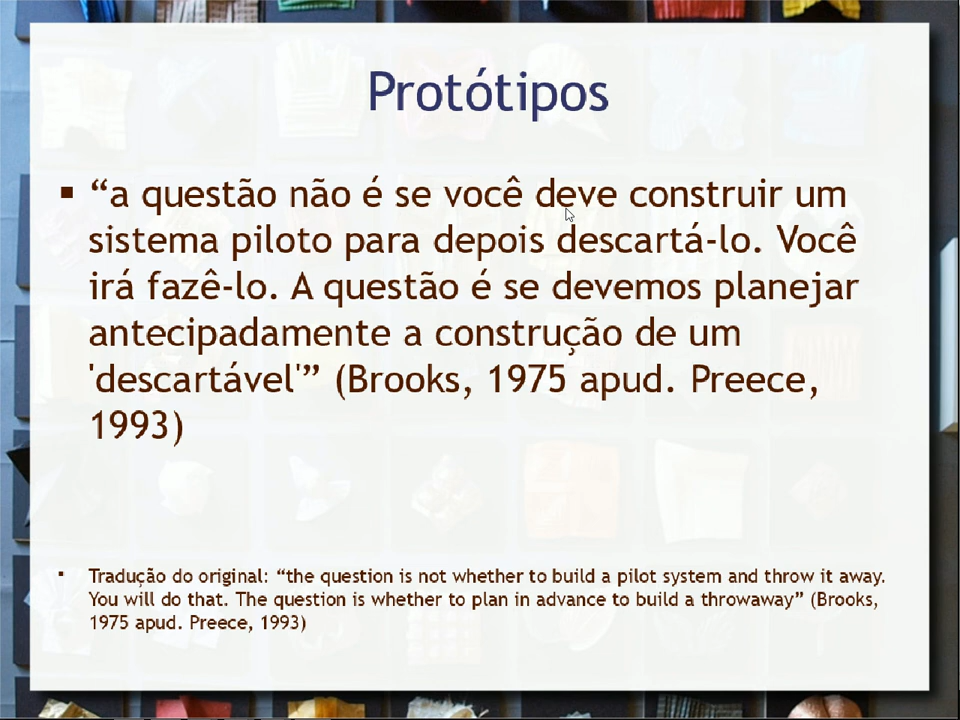 Protótipos
▪ “a questão não é se você deve construir um
sistema piloto para depois descartá-lo. Você
irá fazê-lo. A questão é se devemos planejar
antecipadamente a construção de um
'descartável'” (Brooks, 1975 apud. Preece,
1993)
▪ Tradução do original: “the question is not whether to build a pilot system and throw it away.
You will do that. The question is whether to plan in advance to build a throwaway” (Brooks,
1975 apud. Preece, 1993)